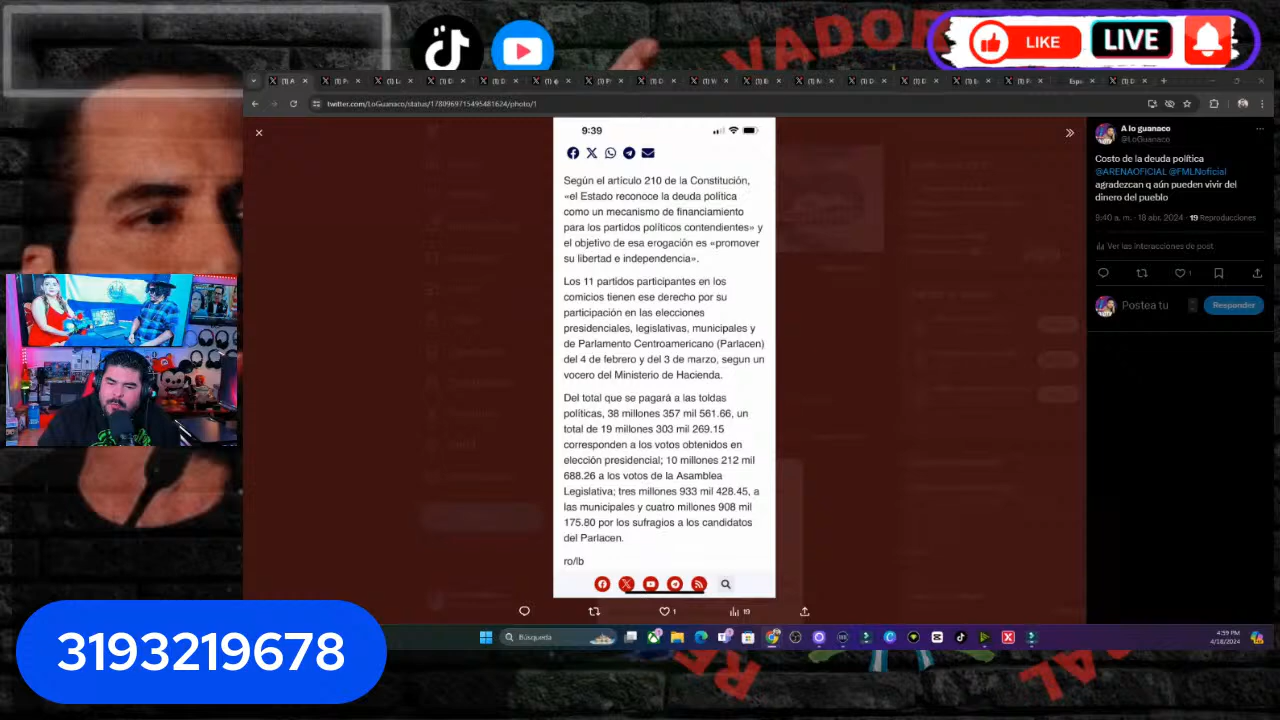 VADOR
LIKE
LIVE
twitter.com/LoGuanaco/status/1780969715495481624/photo/1
9:39
Según el artículo 210 de la Constitución,
«el Estado reconoce la deuda política
como un mecanismo de financiamiento
para los partidos políticos contendientes» y
el objetivo de esa erogación es «promover
su libertad e independencia».
Los 11 partidos participantes en los
comicios tienen ese derecho por su
participación en las elecciones
presidenciales, legislativas, municipales y
de Parlamento Centroamericano (Parlacen)
del 4 de febrero y del 3 de marzo, segun un
vocero del Ministerio de Hacienda.
Del total que se pagará a las toldas
políticas, 38 millones 357 mil 561.66, un
total de 19 millones 303 mil 269.15
corresponden a los votos obtenidos en
elección presidencial; 10 millones 212 mil
688.26 a los votos de la Asamblea
Legislativa; tres millones 933 mil 428.45, a
las municipales y cuatro millones 908 mil
175.80 por los sufragios a los candidatos
del Parlacen.
ro/lb
1
19
A lo guanaco
@LoGuanaco
Costo de la deuda política
@ARENAOFICIAL @FMLNoficial
agradezcan q aún pueden vivir del
dinero del pueblo
9:40 a. m. · 18 abr. 2024 · 19 Reproducciones
Ver las interacciones de post
1
Postea tu
Responder
Búsqueda
4:59 PM
4/18/2024
3193219678